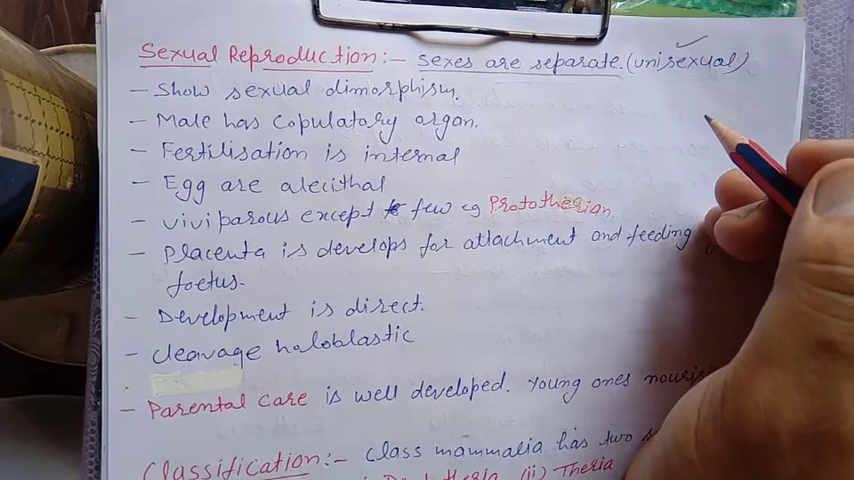 Sexual Reproduction :- Sexes are separate. (unisexual)
- Show sexual dimorphism.
- Male has copulatory organ.
- Fertilisation is internal
- Egg are alecithal
- viviparous except few eg Prototherian.
- Placenta is develops for attachment and feeding
foetus.
- Development is direct.
- cleavage holoblastic
- Parental care is well developed. Young ones
Classification :- Class mammalia has two
(ii) Theria